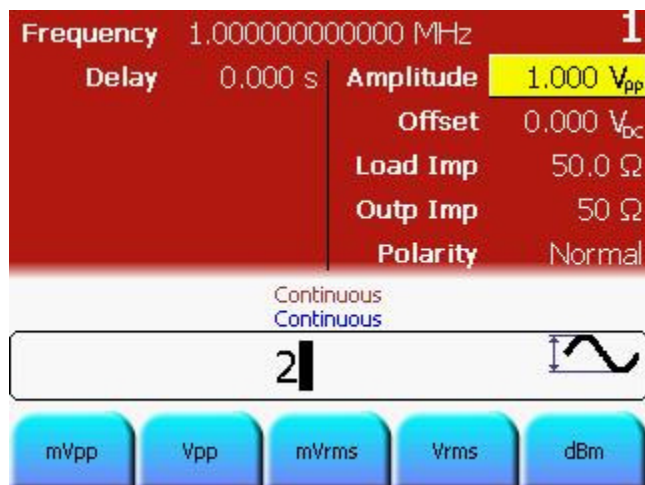 Frequency 1.000000000000 MHz 1
Delay 0.000 s Amplitude 1.000 Vpp
Offset 0.000 VDC
Load Imp 50.0 Ω
Outp Imp 50 Ω
Polarity Normal
Continuous
Continuous
2
mVpp Vpp mVrms Vrms dBm